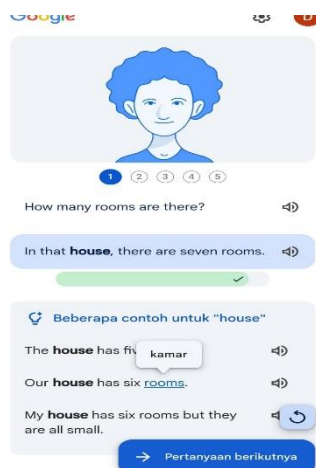 Google
1 2 3 4 5
How many rooms are there?
In that house, there are seven rooms.
Beberapa contoh untuk "house"
The house has fiv
kamar
Our house has six rooms.
My house has six rooms but they
are all small.
Pertanyaan berikutnya